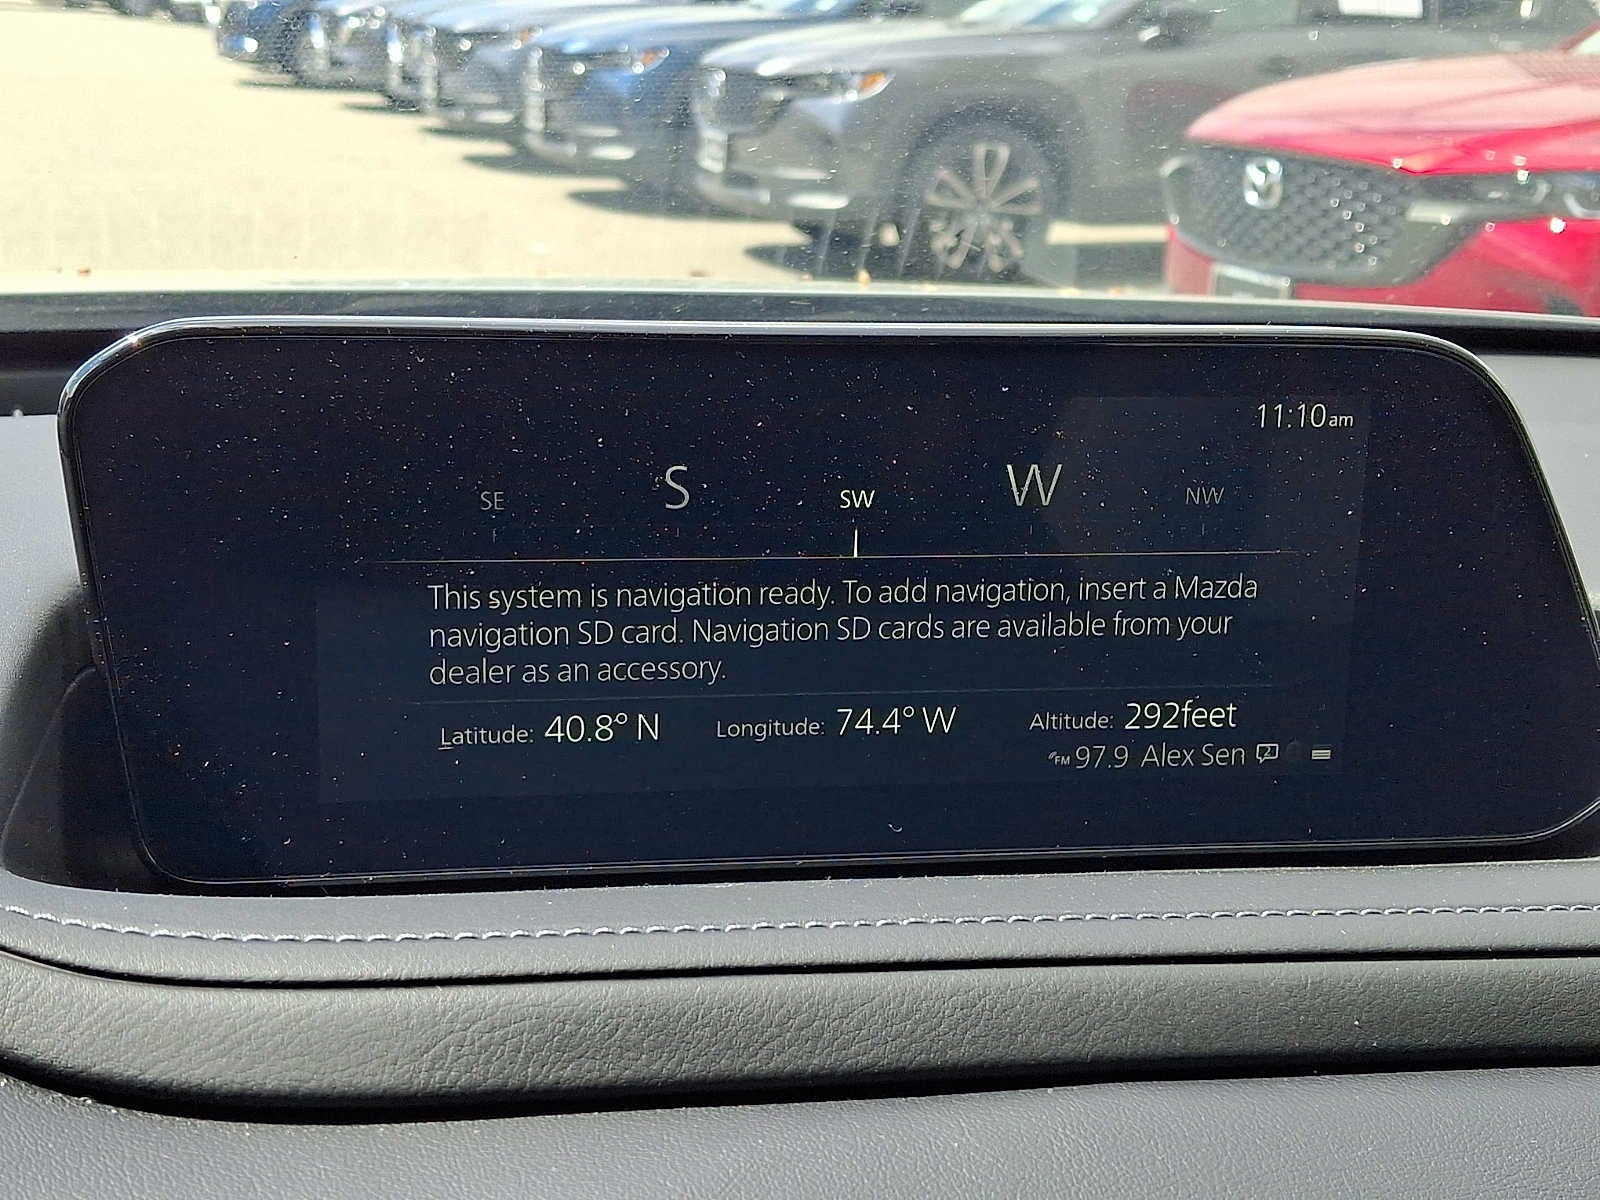 11:10am
SE S SW W NW
This system is navigation ready. To add navigation, insert a Mazda
navigation SD card. Navigation SD cards are available from your
dealer as an accessory.
Latitude: 40.8° N Longitude: 74.4° W Altitude: 292feet
FM 97.9 Alex Sen 2